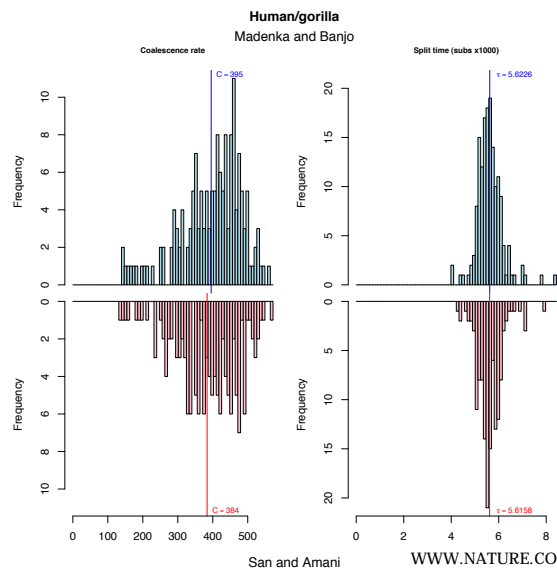 Human/gorilla
Madenka and Banjo
Coalescence rate
Split time (subs x1000)
C = 395
τ = 5.6226
Frequency
0 2 4 6 8 10
Frequency
0 5 10 15 20
Frequency
0 2 4 6 8 10
Frequency
0 5 10 15 20
C = 384
τ = 5.6158
0 100 200 300 400 500
0 2 4 6 8
San and Amani
WWW.NATURE.CO